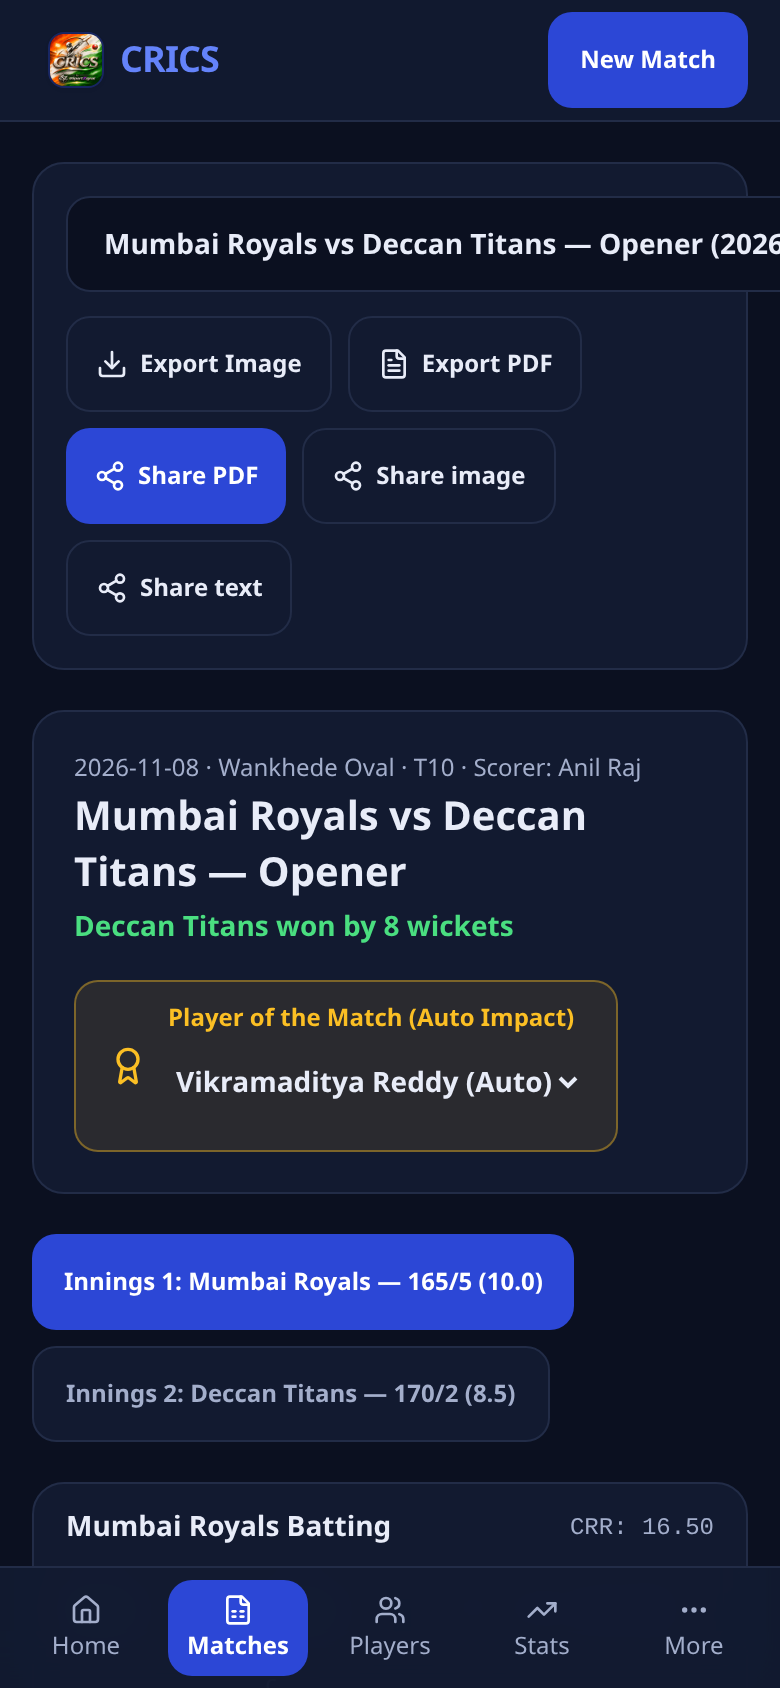 CRICS
CRICS
New Match
Mumbai Royals vs Deccan Titans — Opener (2026
Export Image
Export PDF
Share PDF
Share image
Share text
2026-11-08 · Wankhede Oval · T10 · Scorer: Anil Raj
Mumbai Royals vs Deccan
Titans — Opener
Deccan Titans won by 8 wickets
Player of the Match (Auto Impact)
Vikramaditya Reddy (Auto)
Innings 1: Mumbai Royals — 165/5 (10.0)
Innings 2: Deccan Titans — 170/2 (8.5)
Mumbai Royals Batting
CRR: 16.50
Home
Matches
Players
Stats
More